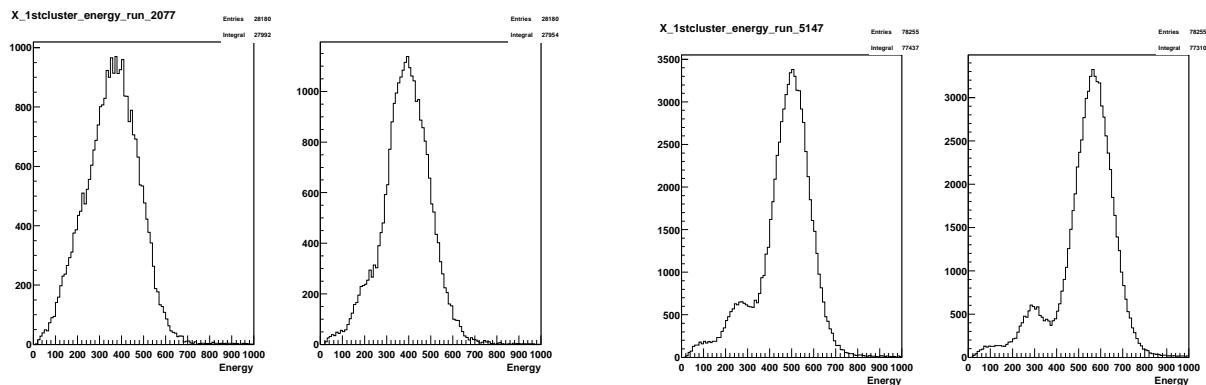 X_1stcluster_energy_run_2077
Entries 28180
Integral 27992
1000
800
600
400
200
0
0 100 200 300 400 500 600 700 800 900 1000
Energy
Entries 28180
Integral 27954
1000
800
600
400
200
0
0 100 200 300 400 500 600 700 800 900 1000
Energy
X_1stcluster_energy_run_5147
Entries 78255
Integral 77437
3500
3000
2500
2000
1500
1000
500
0
0 100 200 300 400 500 600 700 800 900 1000
Energy
Entries 78255
Integral 77310
3000
2500
2000
1500
1000
500
0
0 100 200 300 400 500 600 700 800 900 1000
Energy